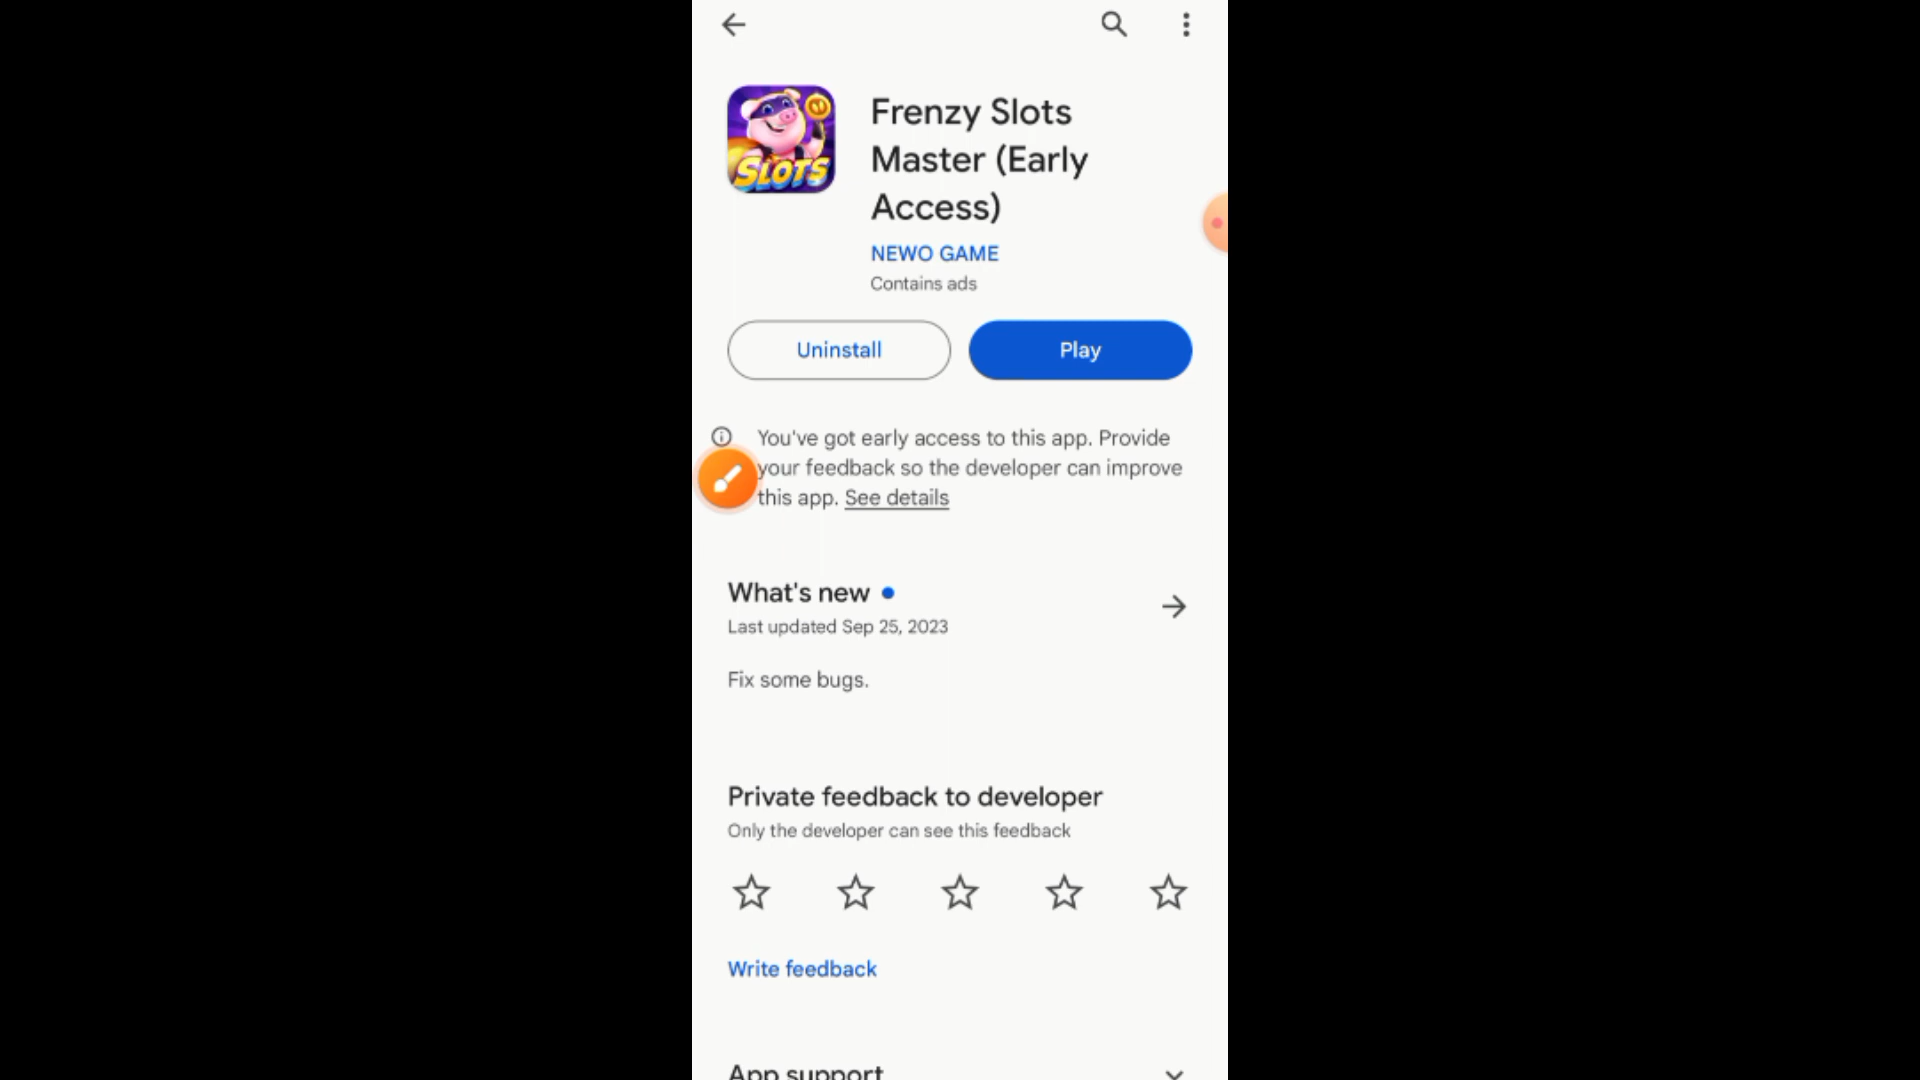 SLOTS
Frenzy Slots
Master (Early
Access)
NEWO GAME
Contains ads
Uninstall
Play
You've got early access to this app. Provide
your feedback so the developer can improve
this app. See details
What's new
Last updated Sep 25, 2023
Fix some bugs.
Private feedback to developer
Only the developer can see this feedback
Write feedback
App support